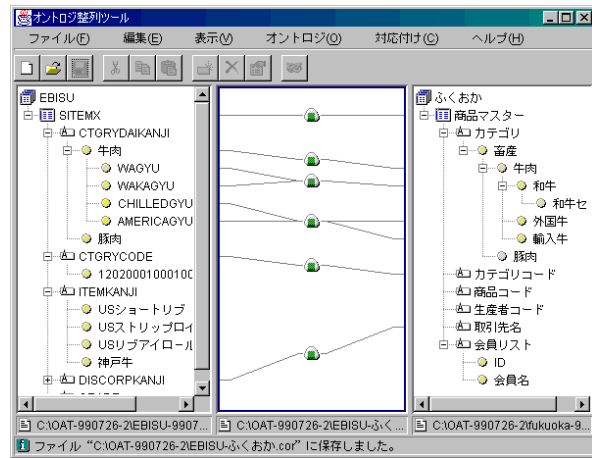 オントロジ整列ツール
ファイル(F) 編集(E) 表示(V) オントロジ(O) 対応付け(C) ヘルプ(H)
EBISU
SITEMX
CTGRYDAIKANJI
牛肉
WAGYU
WAKAGYU
CHILLEDGYU
AMERICAGYU
豚肉
CTGRYCODE
1202000100010C
ITEMKANJI
USショートリブ
USストリップロイ
USリブアイロール
神戸牛
DISCORPKANJI
ふくおか
商品マスター
カテゴリ
畜産
牛肉
和牛
和牛セ
外国牛
輸入牛
豚肉
カテゴリコード
商品コード
生産者コード
取引先名
会員リスト
ID
会員名
C:\OAT-990726-2\EBISU-9907... C:\OAT-990726-2\EBISU-ふく... C:\OAT-990726-2\fukuoka-9...
ファイル “C:\OAT-990726-2\EBISU-ふくおか.cor” に保存しました。